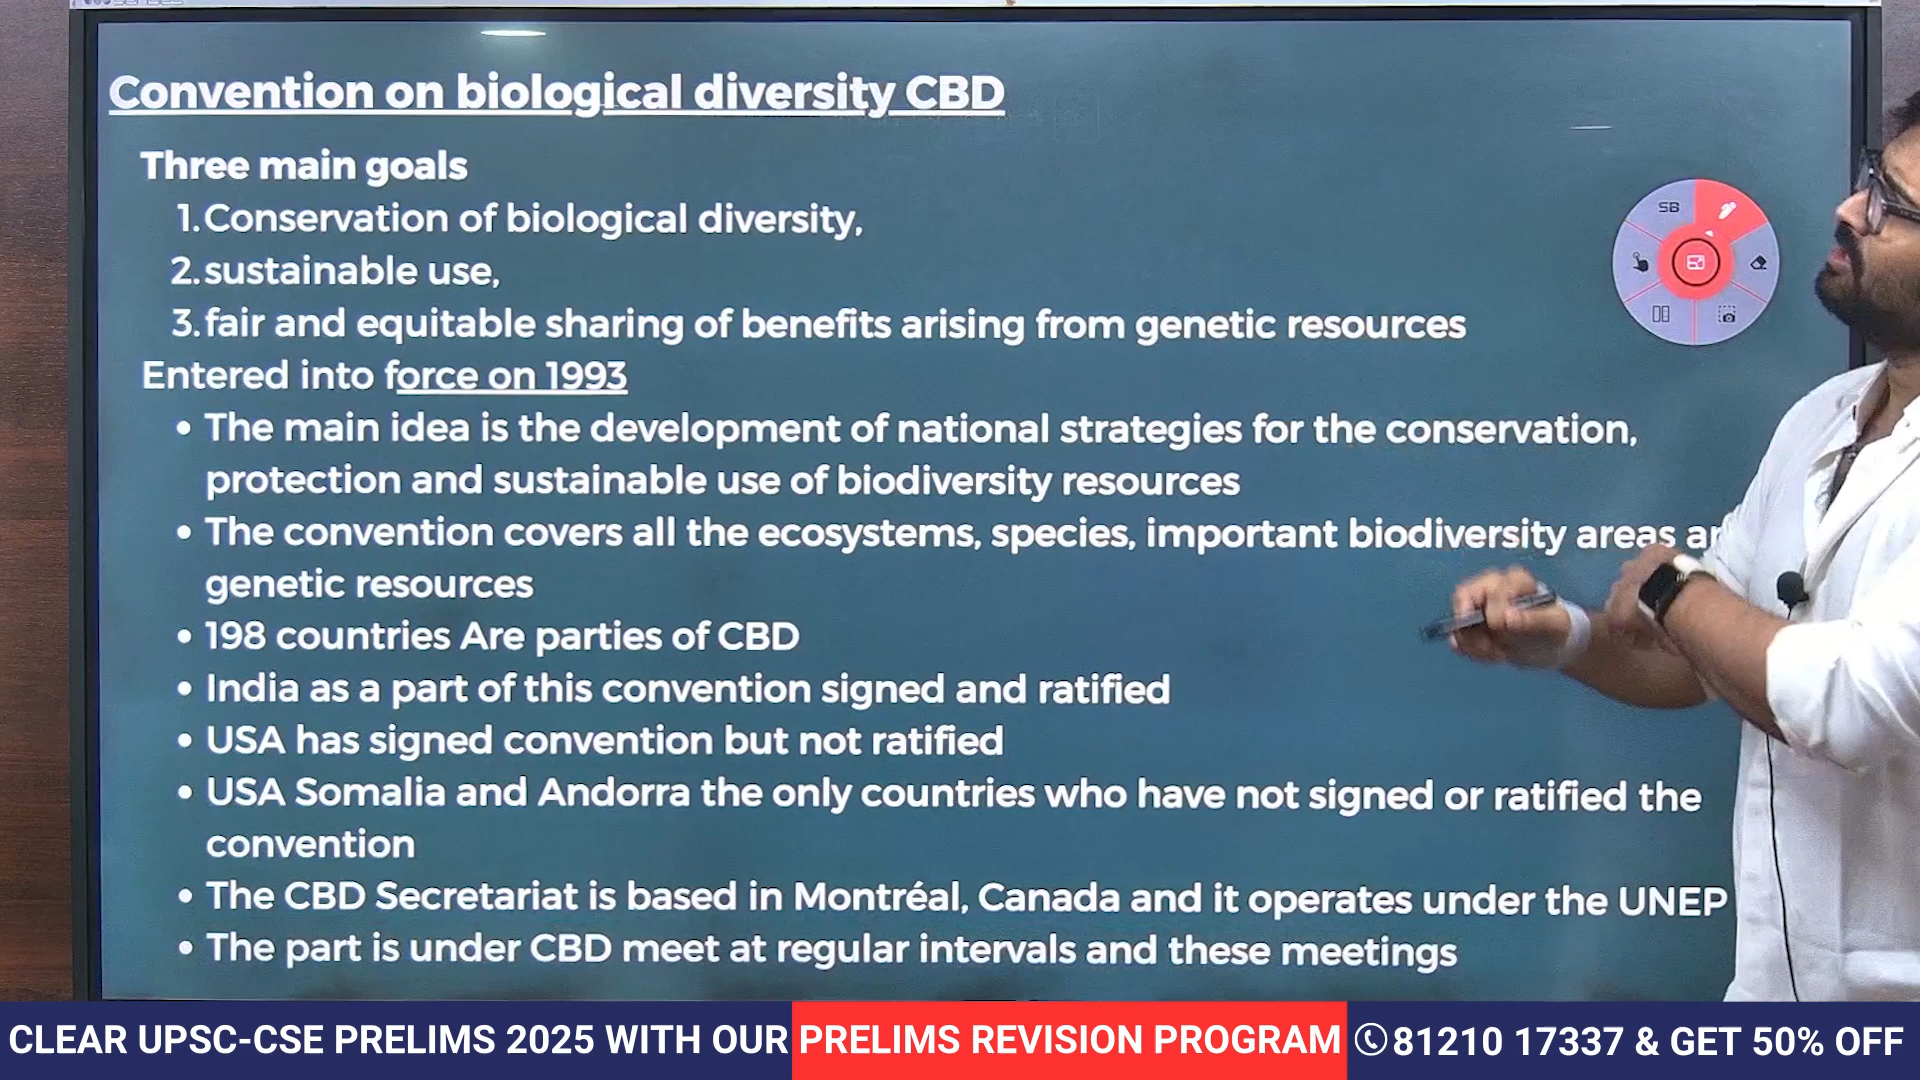 Convention on biological diversity CBD
Three main goals
1. Conservation of biological diversity,
2. sustainable use,
3. fair and equitable sharing of benefits arising from genetic resources
Entered into force on 1993
• The main idea is the development of national strategies for the conservation,
protection and sustainable use of biodiversity resources
• The convention covers all the ecosystems, species, important biodiversity areas
genetic resources
• 198 countries Are parties of CBD
• India as a part of this convention signed and ratified
• USA has signed convention but not ratified
• USA Somalia and Andorra the only countries who have not signed or ratified the
convention
• The CBD Secretariat is based in Montréal, Canada and it operates under the UNEP
• The part is under CBD meet at regular intervals and these meetings
SB
CLEAR UPSC-CSE PRELIMS 2025 WITH OUR PRELIMS REVISION PROGRAM 81210 17337 & GET 50% OFF